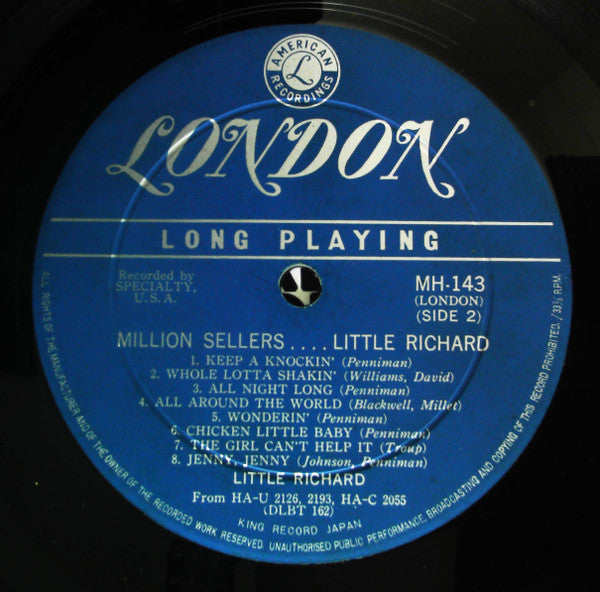 AMERICAN
L
RECORDINGS
LONDON
LONG PLAYING
Recorded by
SPECIALTY,
U.S.A.
MH-143
(LONDON)
(SIDE 2)
MILLION SELLERS.... LITTLE RICHARD
1. KEEP A KNOCKIN' (Penniman)
2. WHOLE LOTTA SHAKIN' (Williams, David)
3. ALL NIGHT LONG (Penniman)
4. ALL AROUND THE WORLD (Blackwell, Millet)
5. WONDERIN' (Penniman)
6. CHICKEN LITTLE BABY (Penniman)
7. THE GIRL CAN'T HELP IT (Troup)
8. JENNY, JENNY (Johnson, Penniman)
LITTLE RICHARD
From HA-U 2126, 2193, HA-C 2055
(DLBT 162)
KING RECORD JAPAN
ALL RIGHTS OF THE MANUFACTURER AND OF THE OWNER OF THE RECORDED WORK RESERVED. UNAUTHORISED PUBLIC PERFORMANCE, BROADCASTING AND COPYING OF THIS RECORD PROHIBITED. /33⅓ R.P.M.